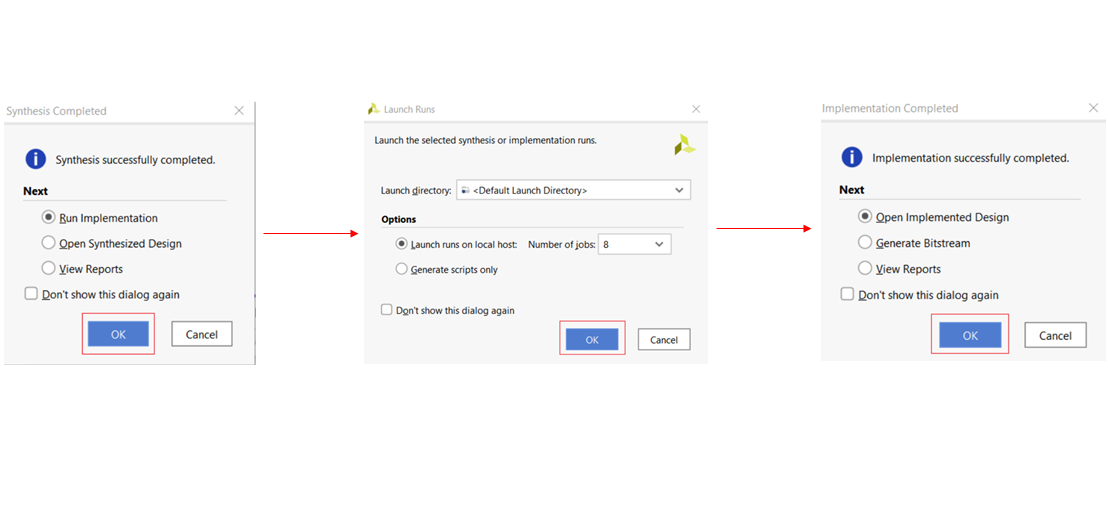 Synthesis Completed
Synthesis successfully completed.
Next
Run Implementation
Open Synthesized Design
View Reports
Don't show this dialog again
OK Cancel
Launch Runs
Launch the selected synthesis or implementation runs.
Launch directory: <Default Launch Directory>
Options
Launch runs on local host: Number of jobs: 8
Generate scripts only
Don't show this dialog again
OK Cancel
Implementation Completed
Implementation successfully completed.
Next
Open Implemented Design
Generate Bitstream
View Reports
Don't show this dialog again
OK Cancel